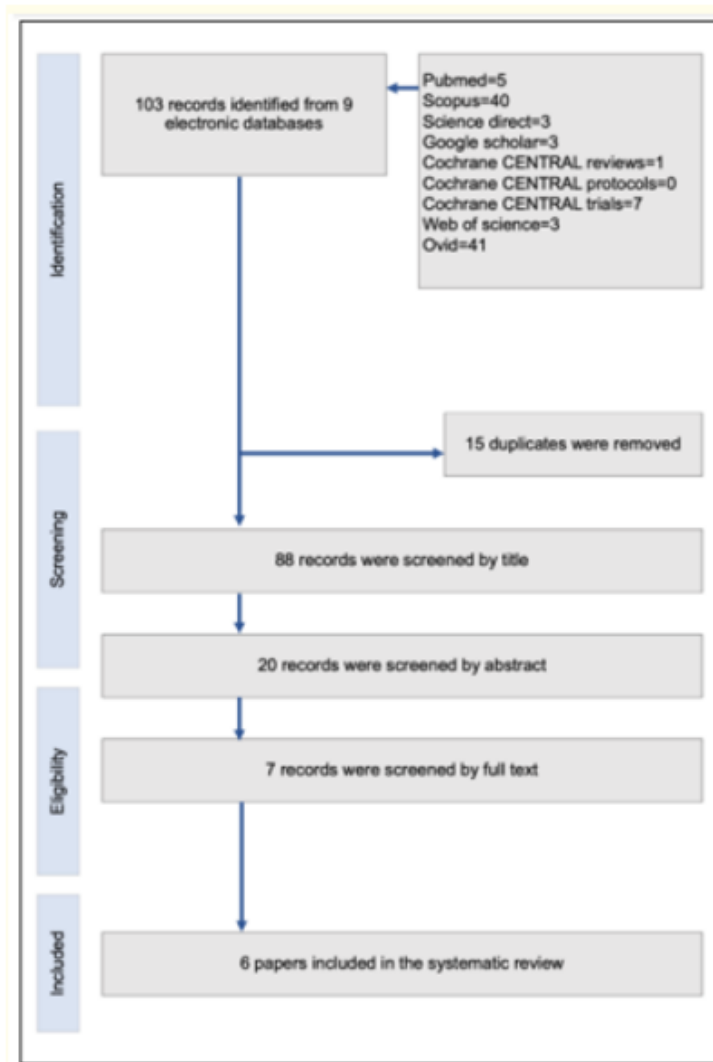 Identification
103 records identified from 9
electronic databases
Pubmed=5
Scopus=40
Science direct=3
Google scholar=3
Cochrane CENTRAL reviews=1
Cochrane CENTRAL protocols=0
Cochrane CENTRAL trials=7
Web of science=3
Ovid=41
15 duplicates were removed
Screening
88 records were screened by title
20 records were screened by abstract
Eligibility
7 records were screened by full text
Included
6 papers included in the systematic review